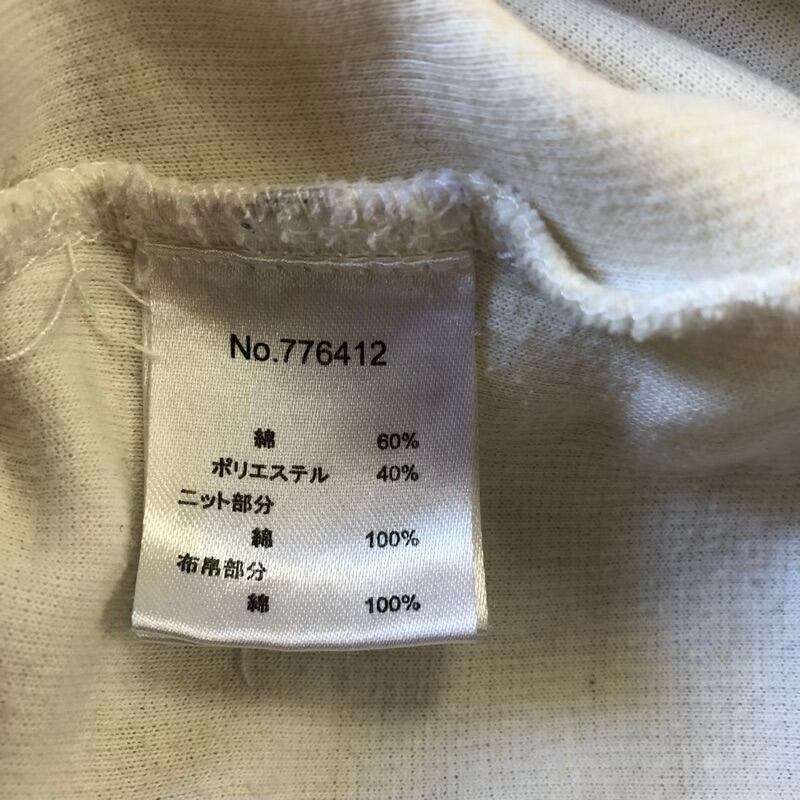 No.776412
綿 60%
ポリエステル 40%
ニット部分
綿 100%
布帛部分
綿 100%